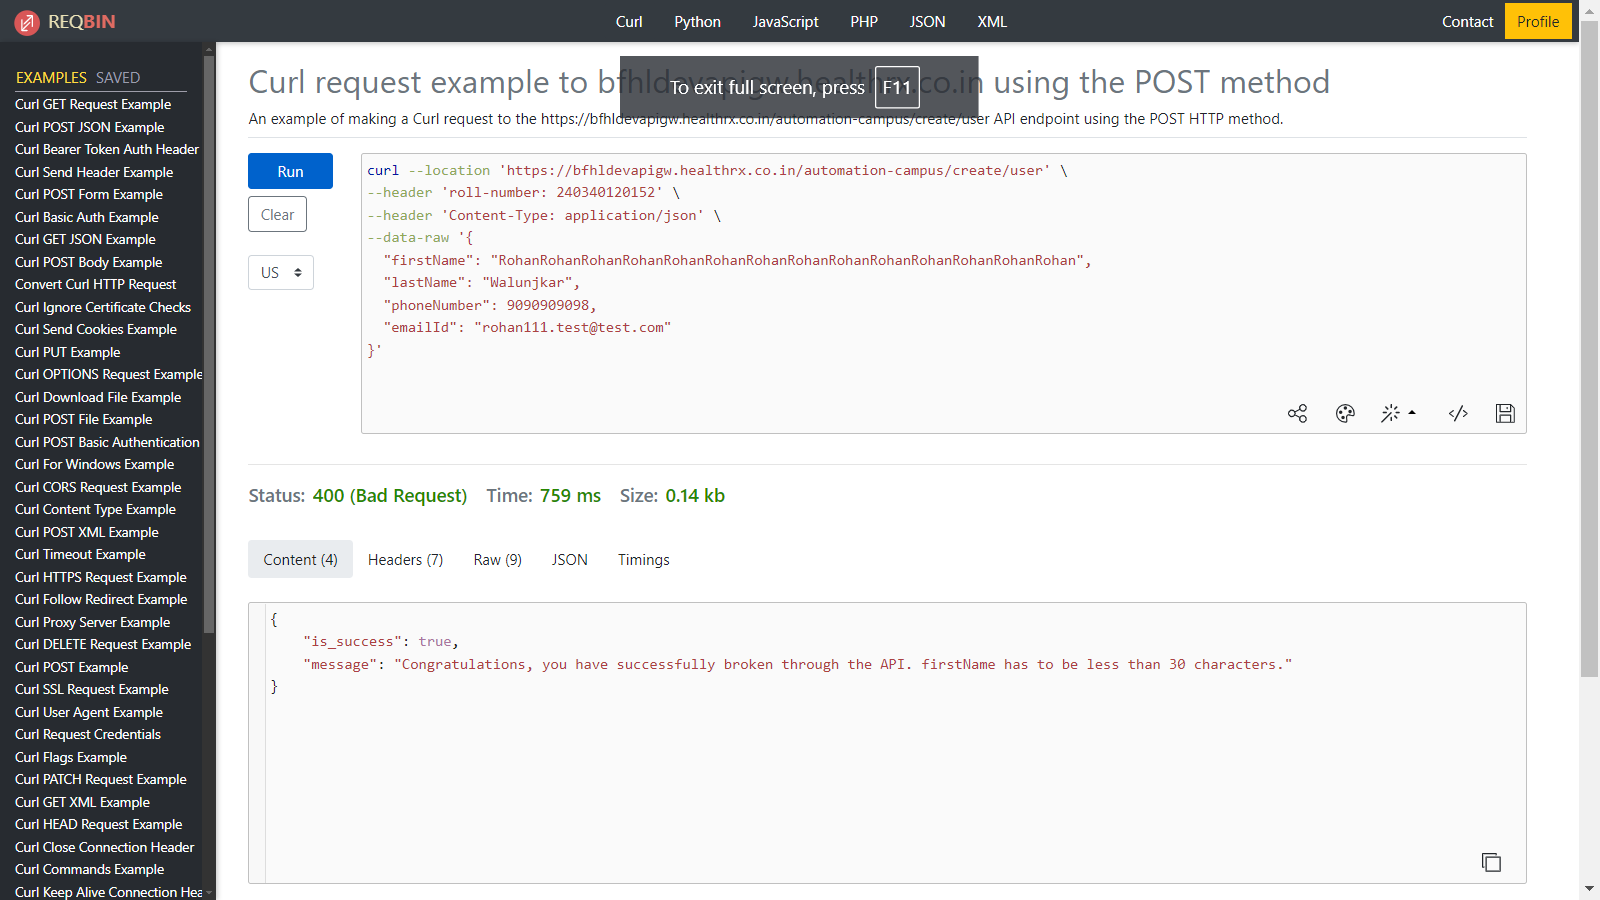 REQBIN
Curl Python JavaScript PHP JSON XML
Contact Profile
EXAMPLES SAVED
Curl GET Request Example
Curl POST JSON Example
Curl Bearer Token Auth Header
Curl Send Header Example
Curl POST Form Example
Curl Basic Auth Example
Curl GET JSON Example
Curl POST Body Example
Convert Curl HTTP Request
Curl Ignore Certificate Checks
Curl Send Cookies Example
Curl PUT Example
Curl OPTIONS Request Example
Curl Download File Example
Curl POST File Example
Curl POST Basic Authentication
Curl For Windows Example
Curl CORS Request Example
Curl Content Type Example
Curl POST XML Example
Curl Timeout Example
Curl HTTPS Request Example
Curl Follow Redirect Example
Curl Proxy Server Example
Curl DELETE Request Example
Curl POST Example
Curl SSL Request Example
Curl User Agent Example
Curl Request Credentials
Curl Flags Example
Curl PATCH Request Example
Curl GET XML Example
Curl HEAD Request Example
Curl Close Connection Header
Curl Commands Example
Curl Keep Alive Connection Hea
Curl request example to bfhldevapigw.healthrx.co.in using the POST method
To exit full screen, press F11
An example of making a Curl request to the https://bfhldevapigw.healthrx.co.in/automation-campus/create/user API endpoint using the POST HTTP method.
Run
Clear
US
curl --location 'https://bfhldevapigw.healthrx.co.in/automation-campus/create/user' \
--header 'roll-number: 240340120152' \
--header 'Content-Type: application/json' \
--data-raw '{
"firstName": "RohanRohanRohanRohanRohanRohanRohanRohanRohanRohanRohanRohanRohanRohan",
"lastName": "Walunjkar",
"phoneNumber": 9090909098,
"emailId": "rohan111.test@test.com"
}'
</>
Status: 400 (Bad Request) Time: 759 ms Size: 0.14 kb
Content (4) Headers (7) Raw (9) JSON Timings
{
"is_success": true,
"message": "Congratulations, you have successfully broken through the API. firstName has to be less than 30 characters."
}